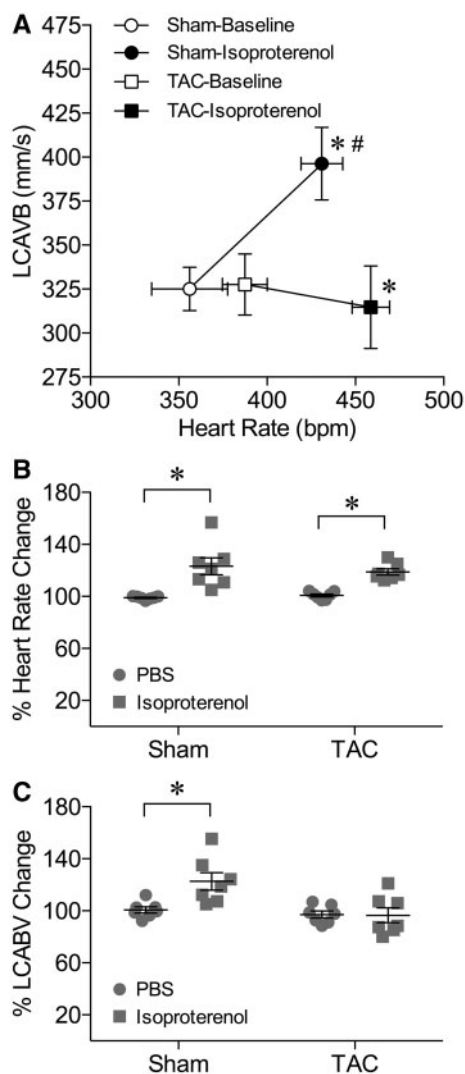 A
475
Sham-Baseline
Sham-Isoproterenol
TAC-Baseline
TAC-Isoproterenol
450
425
400
375
350
325
300
275
LCAVB (mm/s)
* #
*
300 350 400 450 500
Heart Rate (bpm)
B
180
140
100
60
20
% Heart Rate Change
* *
PBS
Isoproterenol
Sham TAC
C
180
140
100
60
20
% LCABV Change
*
PBS
Isoproterenol
Sham TAC